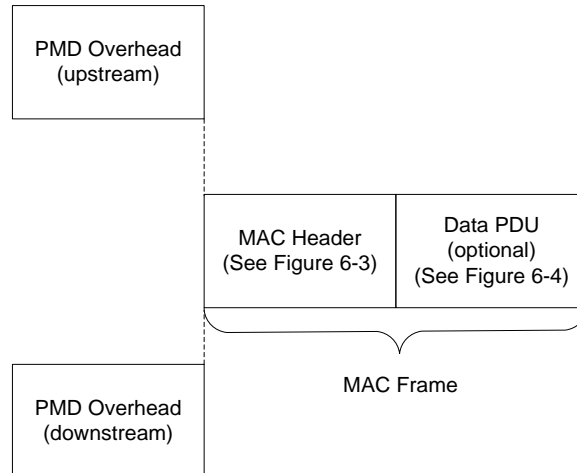 PMD Overhead
(upstream)
MAC Header
(See Figure 6-3)
Data PDU
(optional)
(See Figure 6-4)
MAC Frame
PMD Overhead
(downstream)